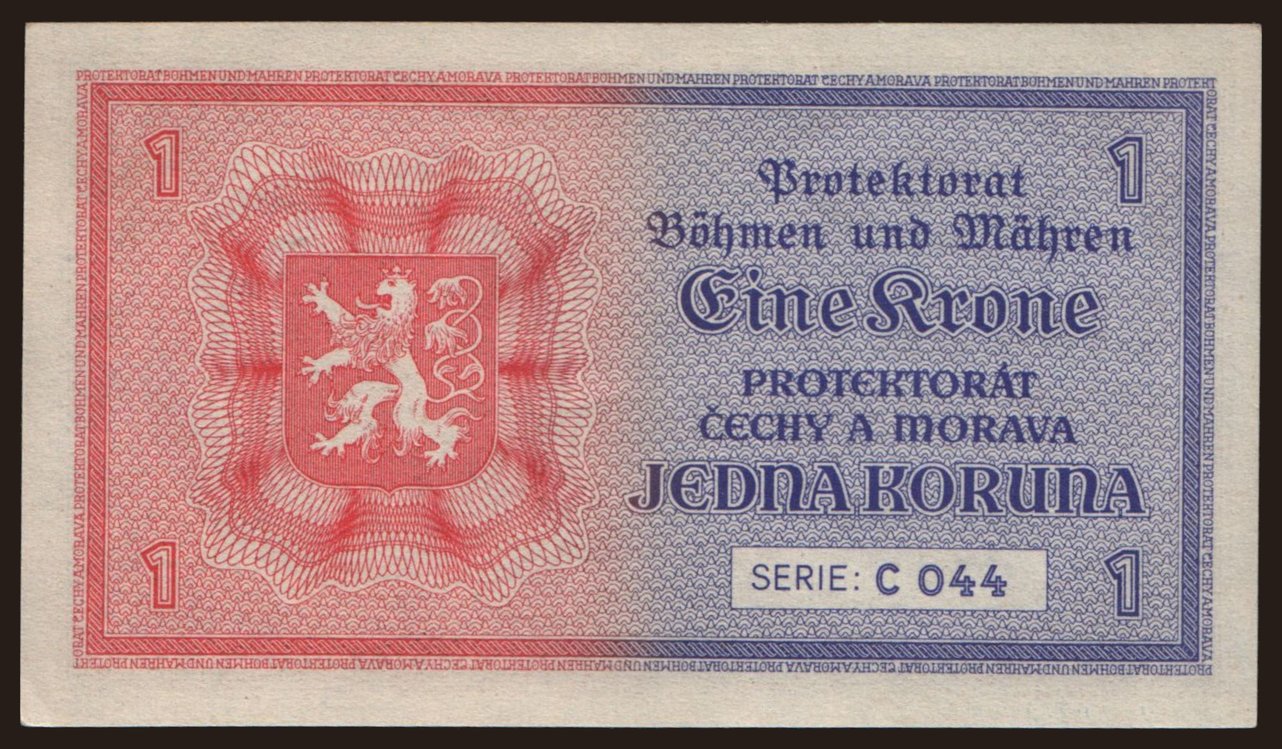 PROTEKTORAT BÖHMEN UND MÄHREN PROTEKTORÁT ČECHY A MORAVA PROTEKTORAT BÖHMEN UND MÄHREN PROTEKTORÁT ČECHY A MORAVA PROTEKTORAT BÖHMEN UND MÄHREN PROTEKT
1
1
Protektorat
Böhmen und Mähren
Eine Krone
PROTEKTORÁT
ČECHY A MORAVA
JEDNA KORUNA
SERIE: C 044
1
1